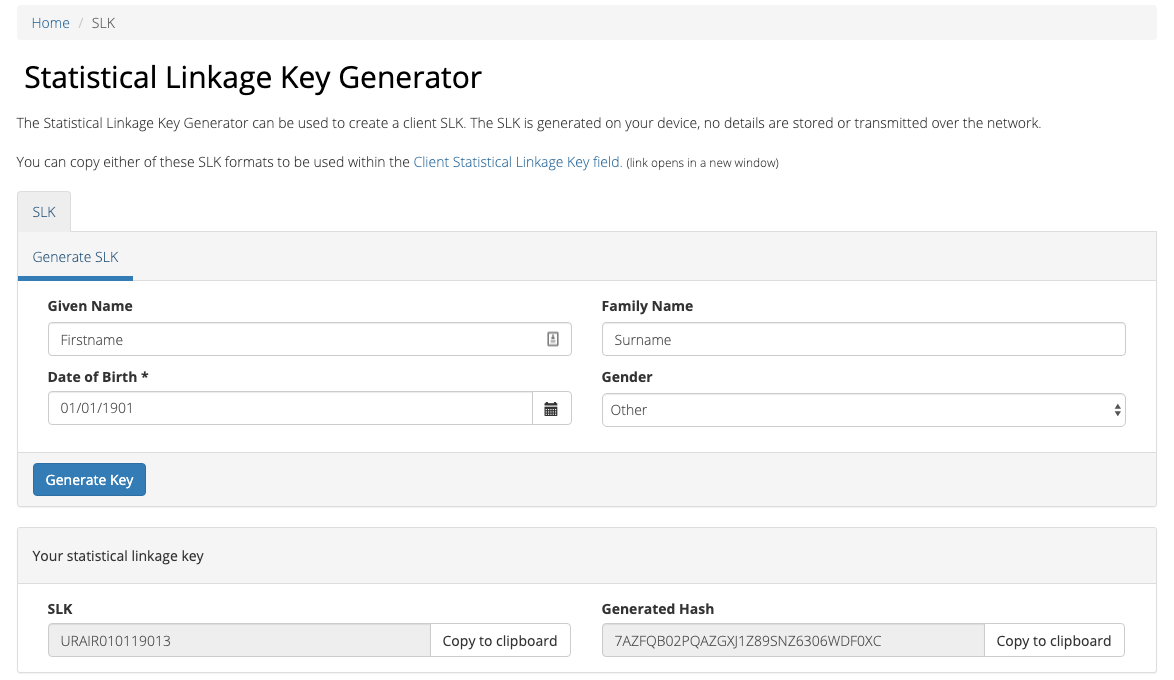 Home / SLK
Statistical Linkage Key Generator
The Statistical Linkage Key Generator can be used to create a client SLK. The SLK is generated on your device, no details are stored or transmitted over the network.
You can copy either of these SLK formats to be used within the Client Statistical Linkage Key field. (link opens in a new window)
SLK
Generate SLK
Given Name
Firstname
Family Name
Surname
Date of Birth *
01/01/1901
Gender
Other
Generate Key
Your statistical linkage key
SLK
URAIR010119013
Copy to clipboard
Generated Hash
7AZFQB02PQAZGXJ1Z89SNZ6306WDF0XC
Copy to clipboard